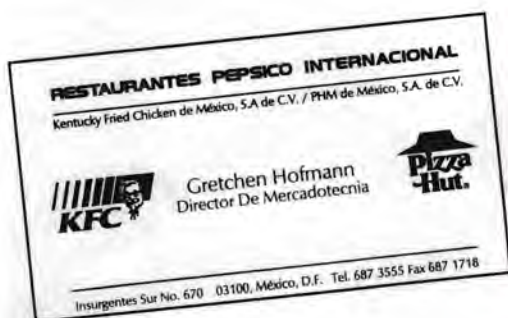 RESTAURANTES PEPSICO INTERNACIONAL
Kentucky Fried Chicken de México, S.A de C.V. / PHM de México, S.A. de C.V.
KFC
Gretchen Hofmann
Director De Mercadotecnia
Pizza
Hut.
Insurgentes Sur No. 670 03100, México, D.F. Tel. 687 3555 Fax 687 1718